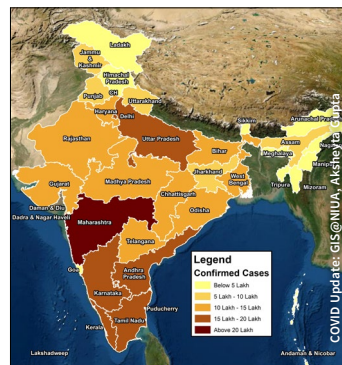 Ladakh
Jammu
&
Kashmir
Himachal
Pradesh
Punjab
CH
Uttarakhand
Haryana
Delhi
Rajasthan
Uttar Pradesh
Sikkim
Arunachal Prad
Assam
Naga
Meghalaya
Manip
Bihar
Jharkhand
West
Bengal
Tripura
Mizoram
Gujarat
Madhya Pradesh
Chhattisgarh
Odisha
Daman & Diu
Dadra & Nagar Haveli
Maharashtra
Telangana
Goa
Andhra
Pradesh
Karnataka
Puducherry
Tamil Nadu
Kerala
Lakshadweep
Andaman & Nicobar
Legend
Confirmed Cases
Below 5 Lakh
5 Lakh - 10 Lakh
10 Lakh - 15 Lakh
15 Lakh - 20 Lakh
Above 20 Lakh
COVID Update: GIS@NIUA, Aksheyta Gupta